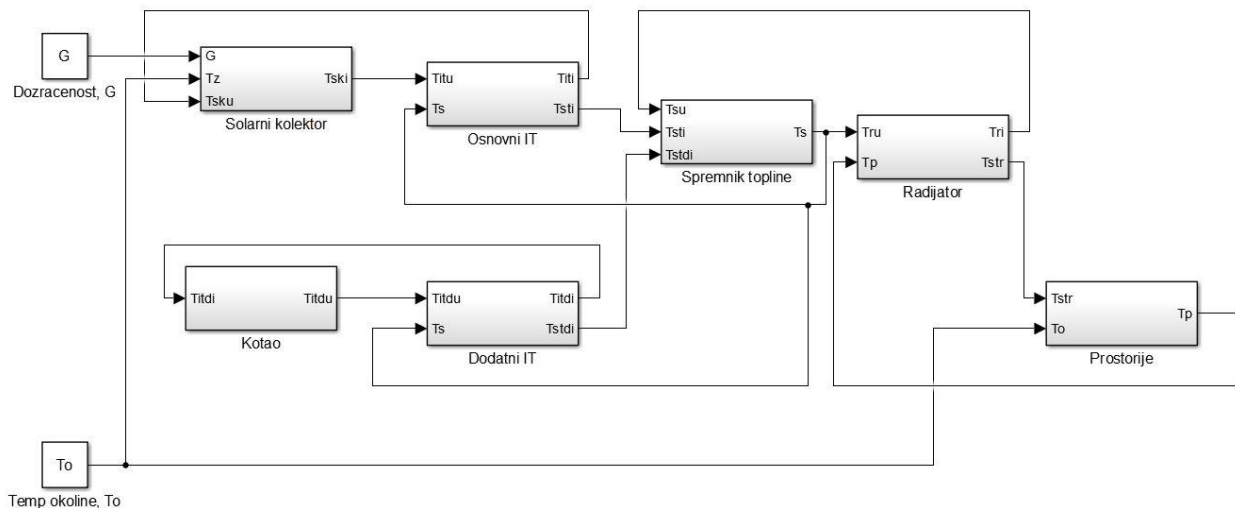 G
Dozracenost, G
G
Tz
Tsku
Tski
Solarni kolektor
Titu
Ts
Titi
Tsti
Osnovni IT
Tsu
Tsti
Tstdi
Ts
Spremnik topline
Tru
Tp
Tri
Tstr
Radijator
Titdi
Titdu
Kotao
Titdu
Ts
Titdi
Tstdi
Dodatni IT
Tstr
To
Tp
Prostorije
To
Temp okoline, To